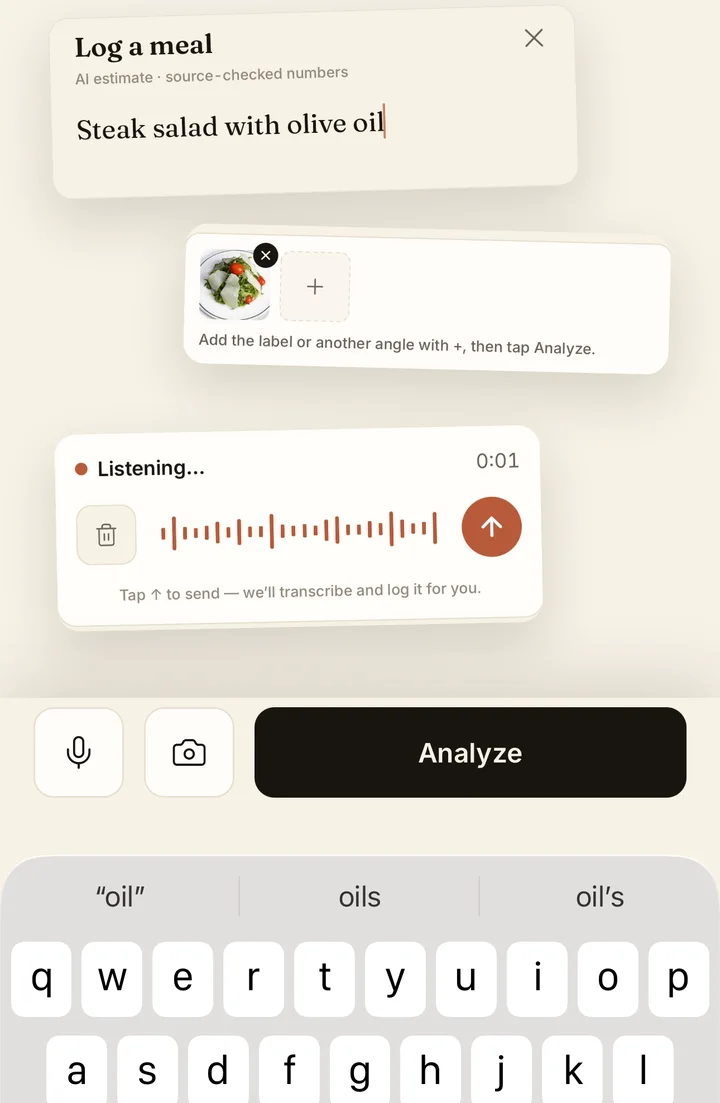 Log a meal
AI estimate · source-checked numbers
Steak salad with olive oil
Add the label or another angle with +, then tap Analyze.
Listening...
0:01
Tap ↑ to send — we'll transcribe and log it for you.
Analyze
“oil”
oils
oil's
q w e r t y u i o p
a s d f g h j k l